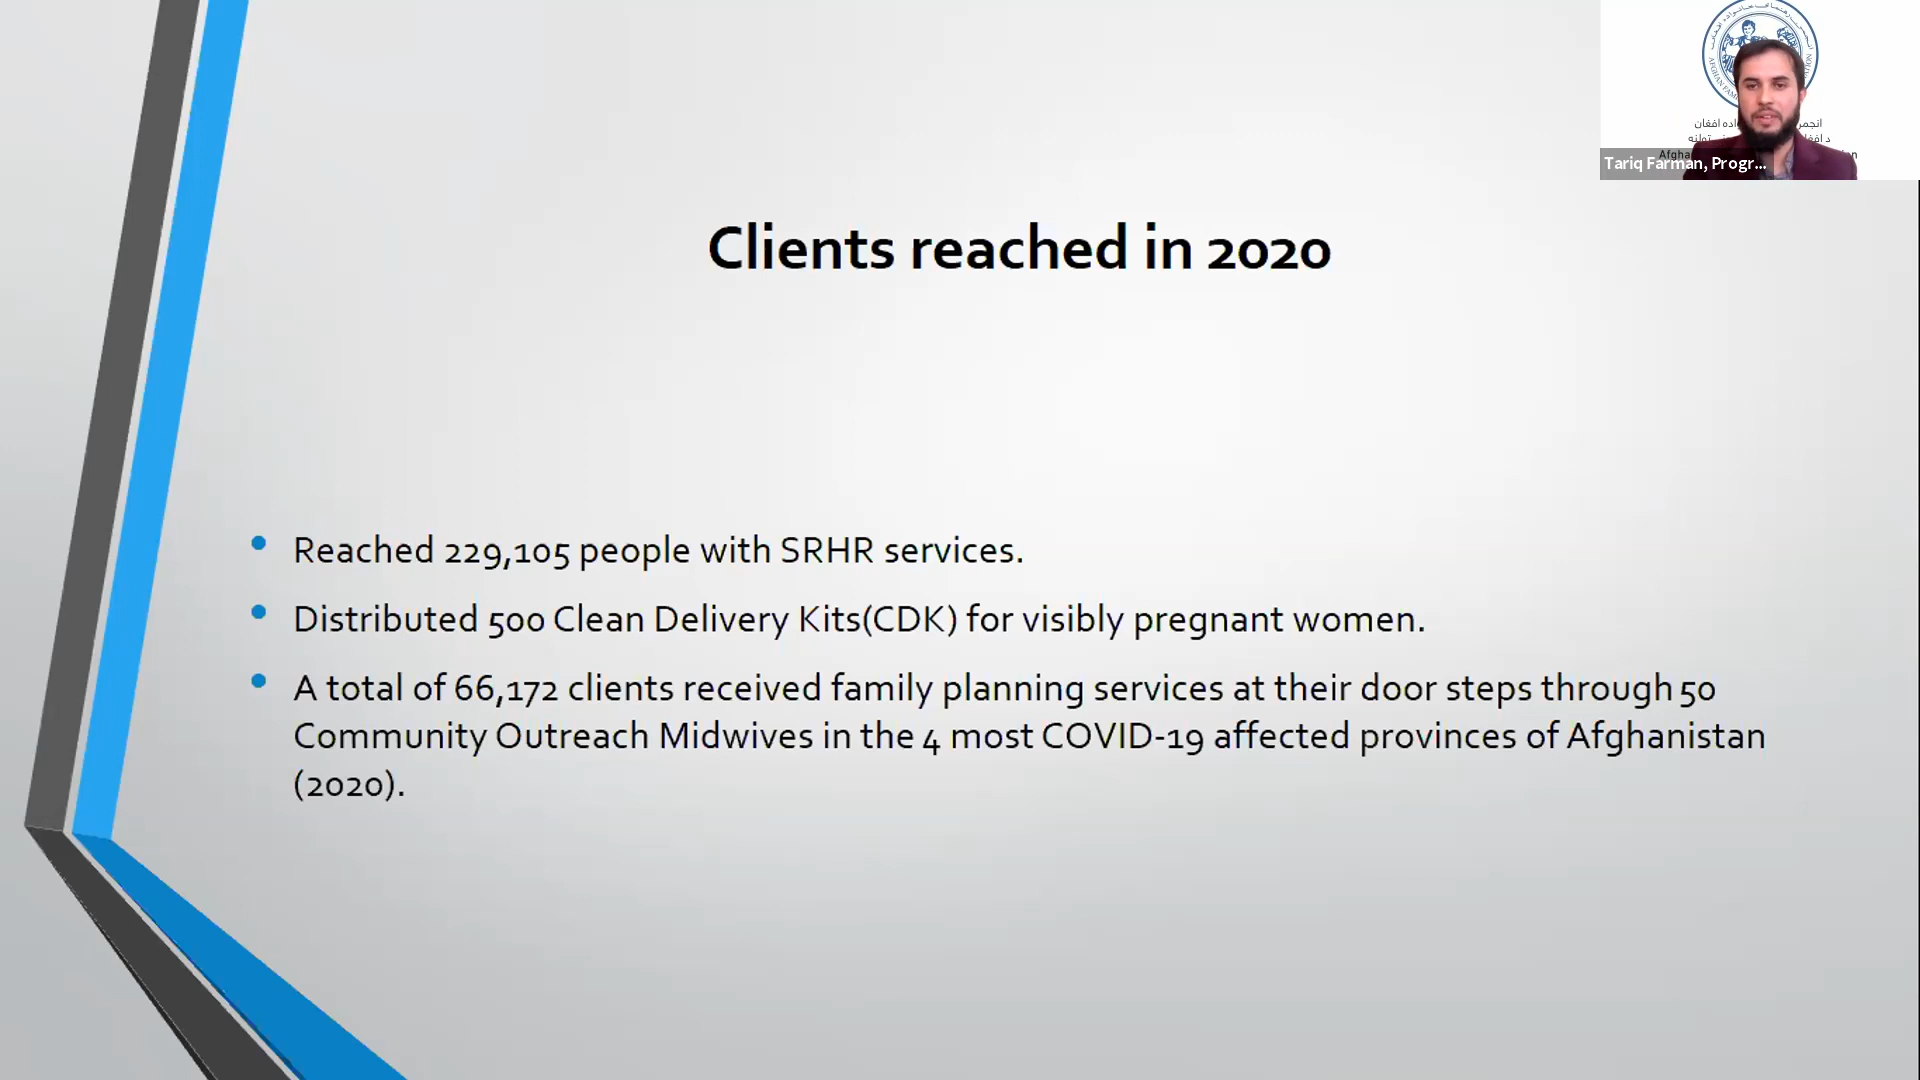 Clients reached in 2020
• Reached 229,105 people with SRHR services.
• Distributed 500 Clean Delivery Kits(CDK) for visibly pregnant women.
• A total of 66,172 clients received family planning services at their door steps through 50
Community Outreach Midwives in the 4 most COVID-19 affected provinces of Afghanistan
(2020).
انجمن
افغان
Tariq Farman, Progr...